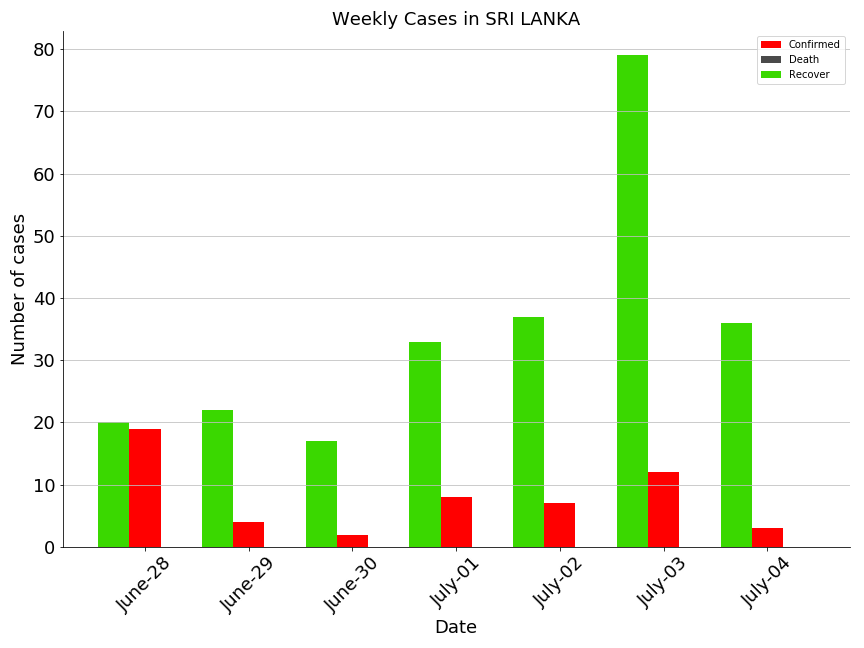 Weekly Cases in SRI LANKA
Confirmed
Death
Recover
Number of cases
80
70
60
50
40
30
20
10
0
June-28
June-29
June-30
July-01
July-02
July-03
July-04
Date